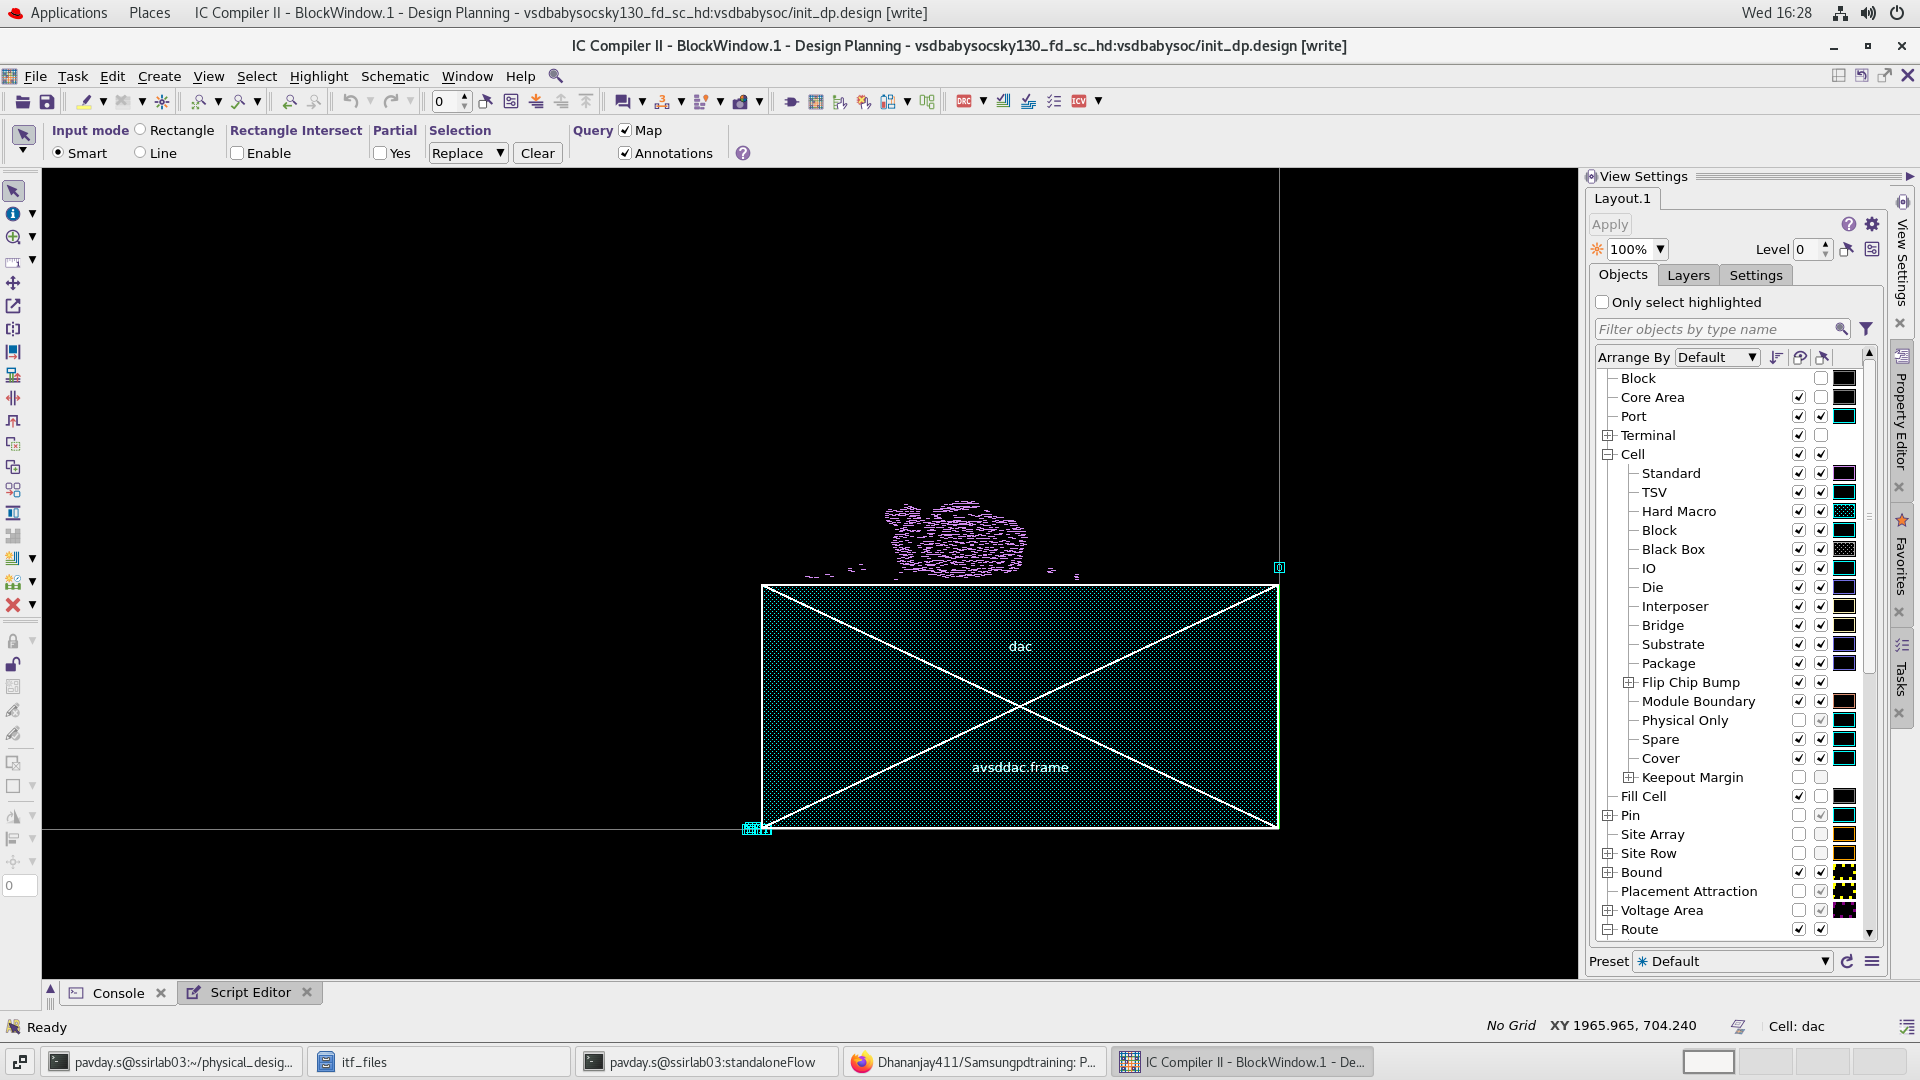 Applications Places IC Compiler II - BlockWindow.1 - Design Planning - vsdbabysocsky130_fd_sc_hd:vsdbabysoc/init_dp.design [write] Wed 16:28
IC Compiler II - BlockWindow.1 - Design Planning - vsdbabysocsky130_fd_sc_hd:vsdbabysoc/init_dp.design [write]
File Task Edit Create View Select Highlight Schematic Window Help
0 DRC ICV
Input mode Rectangle Rectangle Intersect Partial Selection Query Map
Smart Line Enable Yes Replace Clear Annotations
View Settings
Layout.1
Apply
100% Level 0
Objects Layers Settings
Only select highlighted
Filter objects by type name
Arrange By Default
Block
Core Area
Port
Terminal
Cell
Standard
TSV
Hard Macro
Block
Black Box
IO
Die
Interposer
Bridge
Substrate
Package
Flip Chip Bump
Module Boundary
Physical Only
Spare
Cover
Keepout Margin
Fill Cell
Pin
Site Array
Site Row
Bound
Placement Attraction
Voltage Area
Route
Preset Default
View Settings
Property Editor
Favorites
Tasks
dac
avsddac.frame
0
Console Script Editor
Ready No Grid XY 1965.965, 704.240 Cell: dac
pavday.s@ssirlab03:~/physical_desig... itf_files pavday.s@ssirlab03:standaloneFlow Dhananjay411/Samsungpdtraining: P... IC Compiler II - BlockWindow.1 - De...